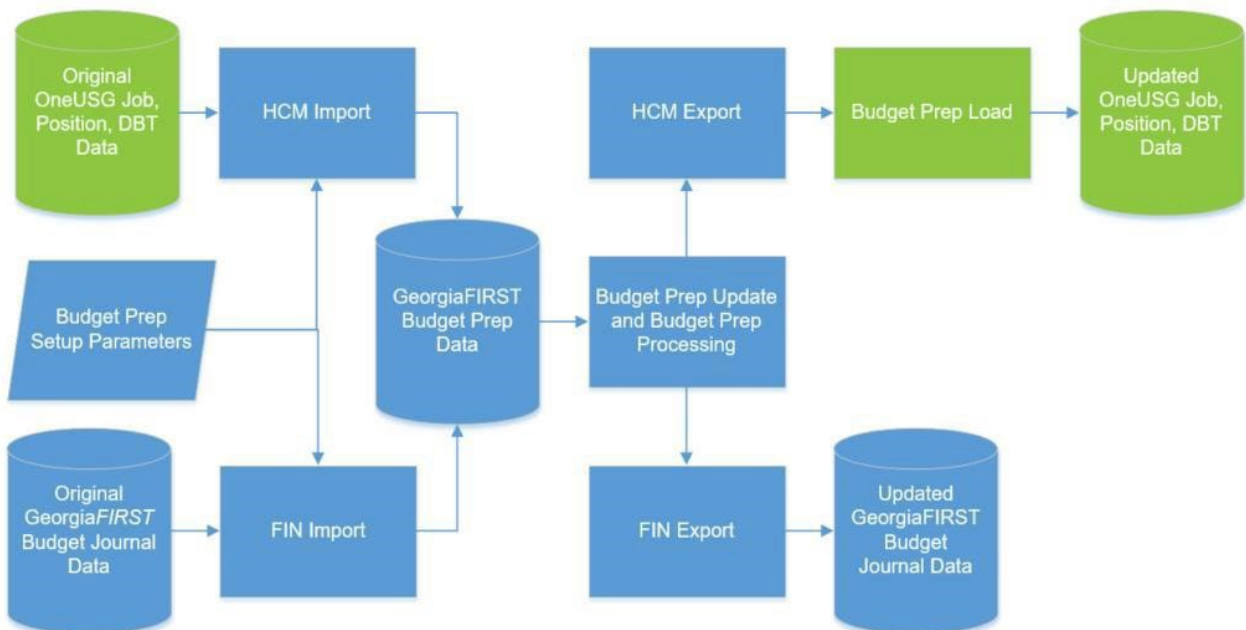 Original
OneUSG Job,
Position, DBT
Data
HCM Import
HCM Export
Budget Prep Load
Updated
OneUSG Job,
Position, DBT
Data
Budget Prep
Setup Parameters
GeorgiaFIRST
Budget Prep
Data
Budget Prep Update
and Budget Prep
Processing
Original
GeorgiaFIRST
Budget Journal
Data
FIN Import
FIN Export
Updated
GeorgiaFIRST
Budget
Journal Data